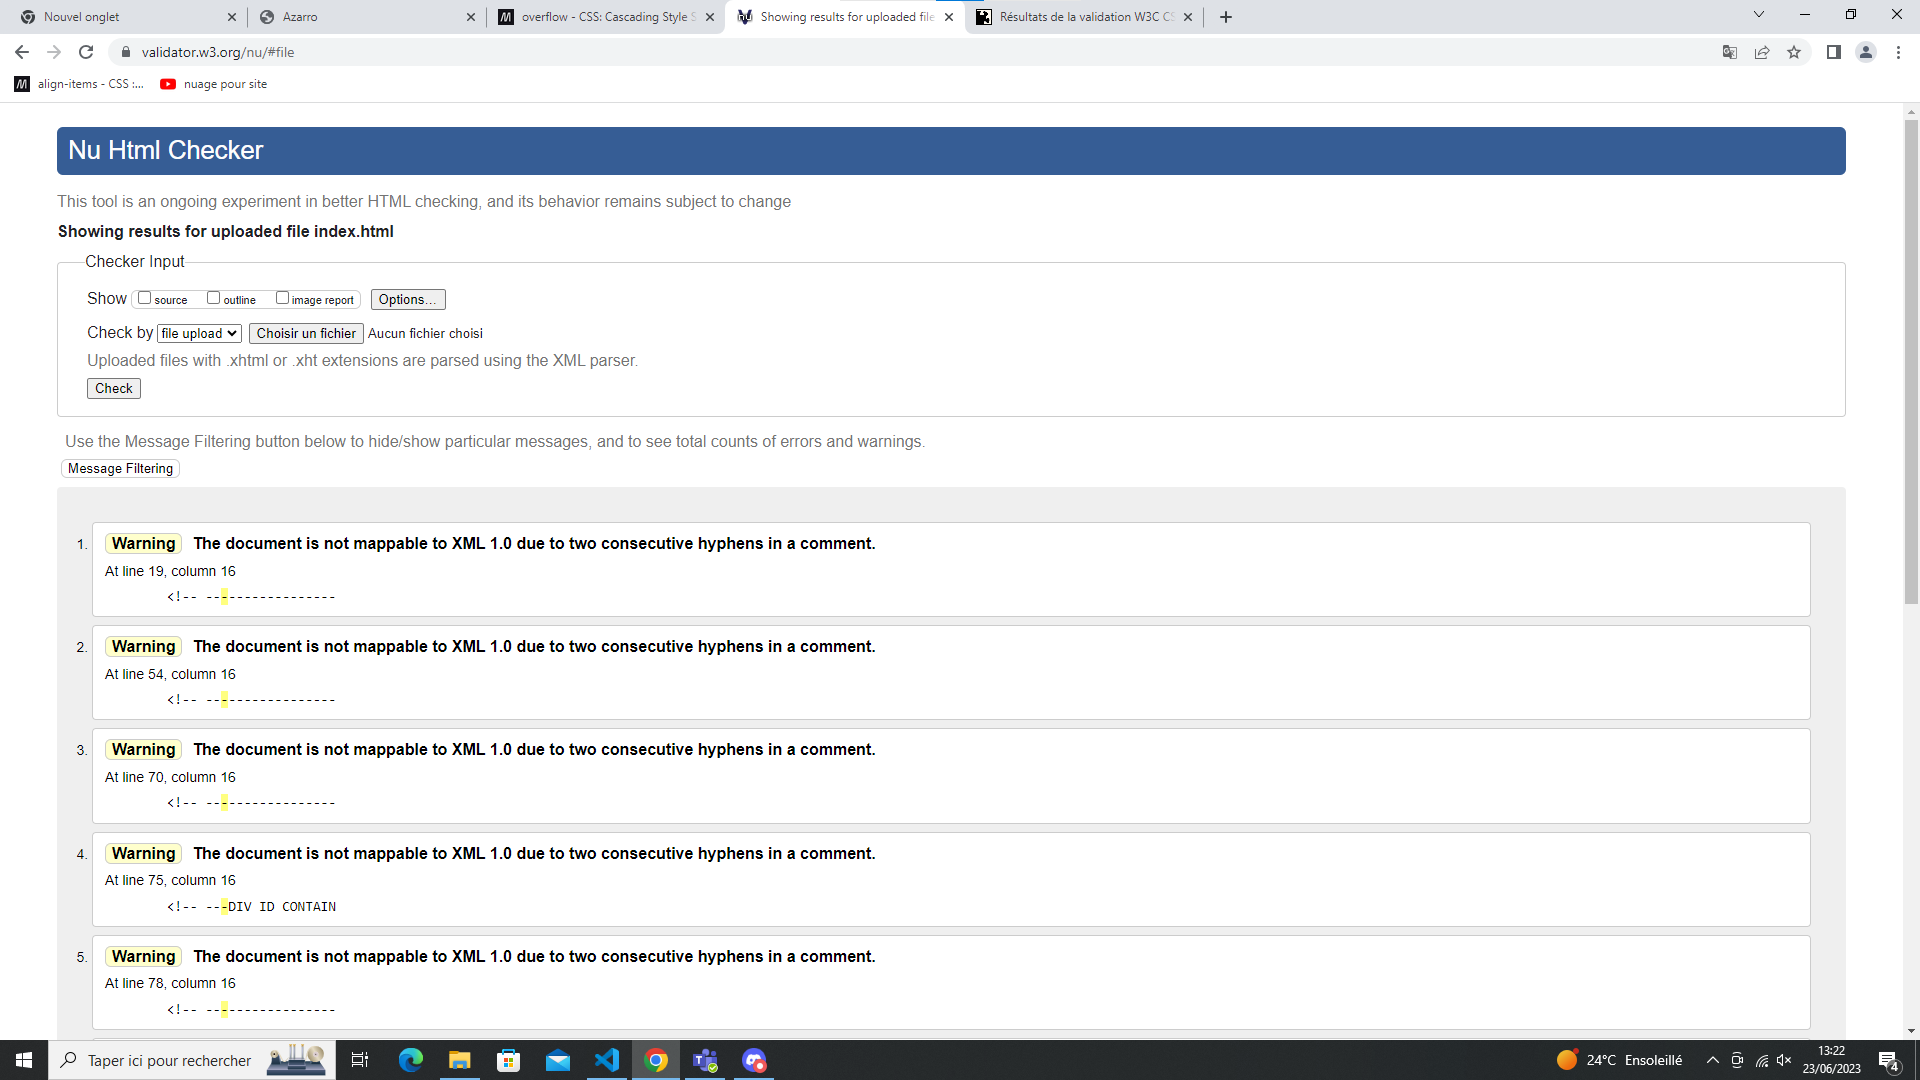 Nouvel onglet
Azarro
overflow - CSS: Cascading Style S
Showing results for uploaded file
Résultats de la validation W3C CS
validator.w3.org/nu/#file
align-items - CSS :...
nuage pour site
Nu Html Checker
This tool is an ongoing experiment in better HTML checking, and its behavior remains subject to change
Showing results for uploaded file index.html
Checker Input
Show source outline image report Options...
Check by file upload Choisir un fichier Aucun fichier choisi
Uploaded files with .xhtml or .xht extensions are parsed using the XML parser.
Check
Use the Message Filtering button below to hide/show particular messages, and to see total counts of errors and warnings.
Message Filtering
1. Warning The document is not mappable to XML 1.0 due to two consecutive hyphens in a comment.
At line 19, column 16
<!-- -----------------
2. Warning The document is not mappable to XML 1.0 due to two consecutive hyphens in a comment.
At line 54, column 16
<!-- -----------------
3. Warning The document is not mappable to XML 1.0 due to two consecutive hyphens in a comment.
At line 70, column 16
<!-- -----------------
4. Warning The document is not mappable to XML 1.0 due to two consecutive hyphens in a comment.
At line 75, column 16
<!-- ---DIV ID CONTAIN
5. Warning The document is not mappable to XML 1.0 due to two consecutive hyphens in a comment.
At line 78, column 16
<!-- -----------------
Taper ici pour rechercher
24°C Ensoleillé
13:22
23/06/2023
4